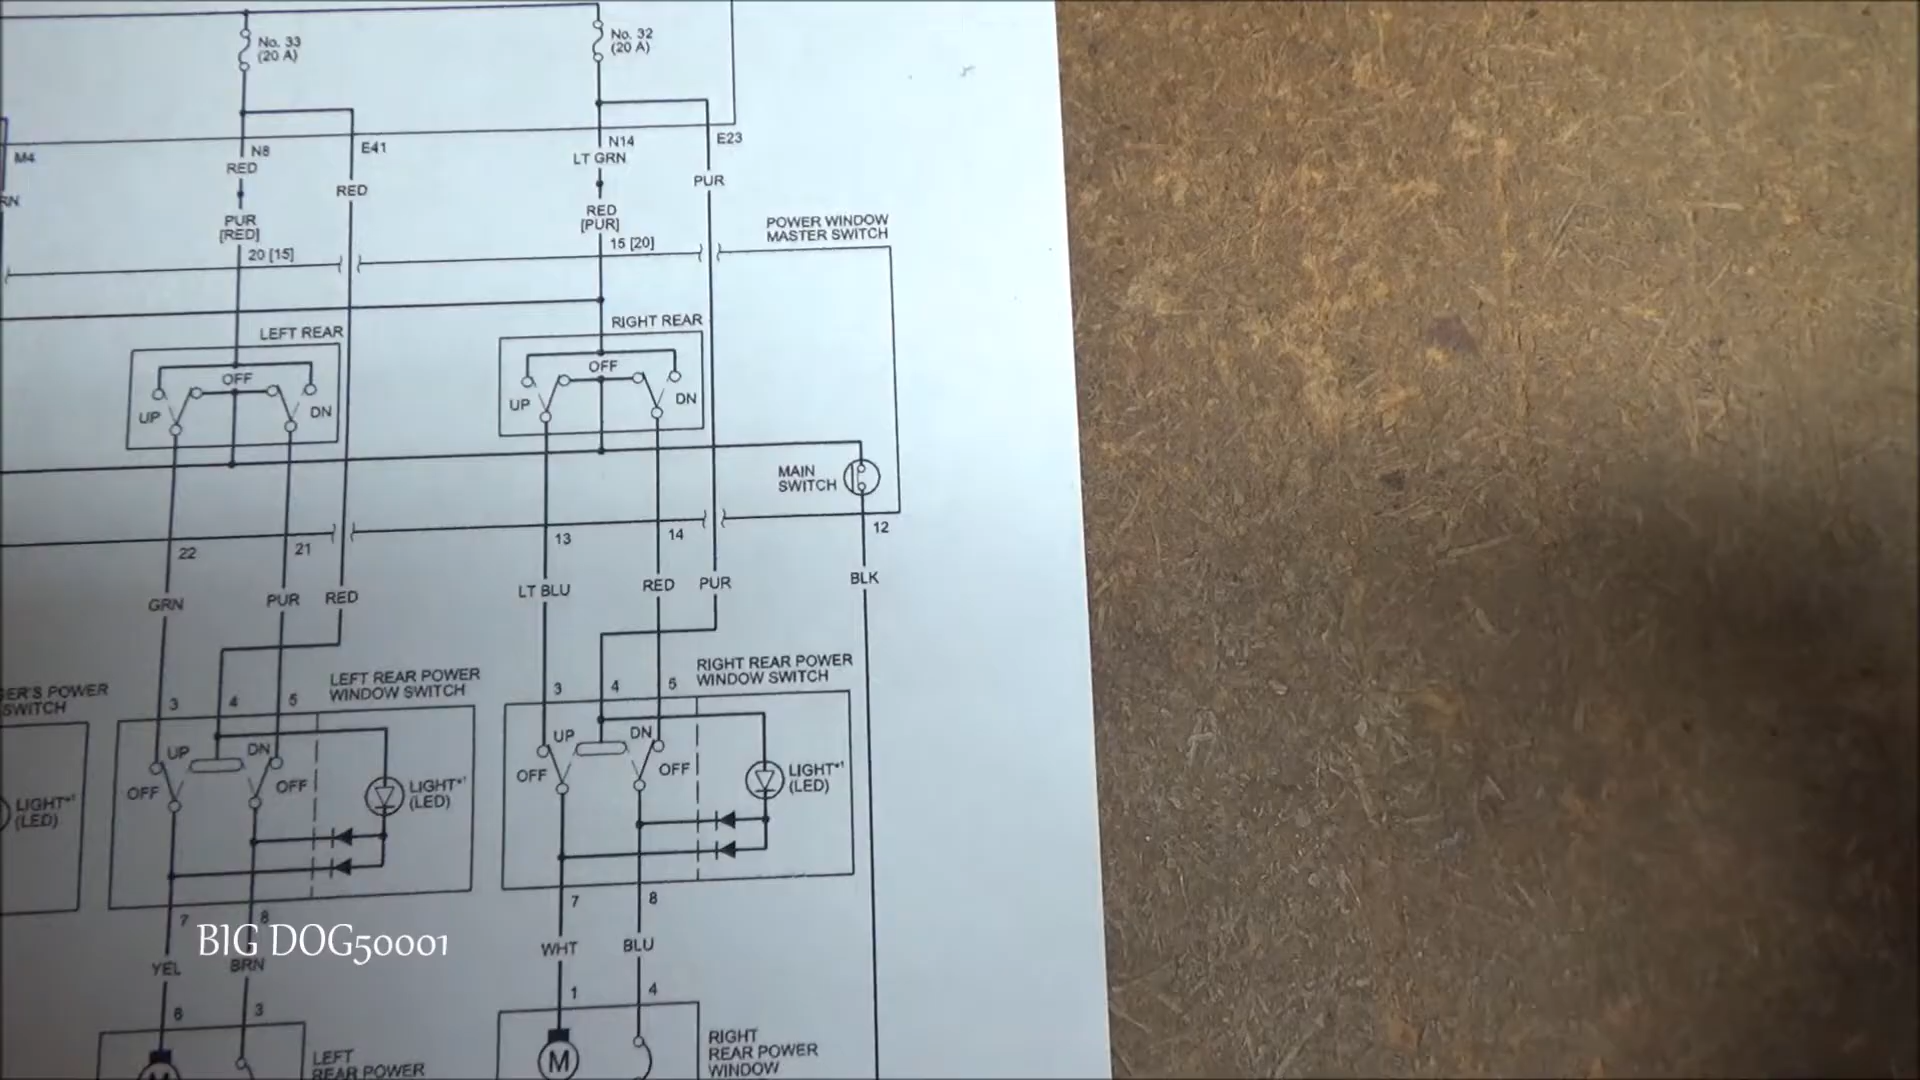 No. 33
(20 A)
No. 32
(20 A)
M4
N8
E41
N14
E23
RED
LT GRN
RED
PUR
RN
PUR
[RED]
RED
[PUR]
20 [15]
15 [20]
POWER WINDOW
MASTER SWITCH
LEFT REAR
RIGHT REAR
OFF
UP
DN
OFF
UP
DN
MAIN
SWITCH
22
21
13
14
12
GRN
PUR
RED
LT BLU
RED
PUR
BLK
GER'S POWER
SWITCH
LEFT REAR POWER
WINDOW SWITCH
RIGHT REAR POWER
WINDOW SWITCH
3
4
5
3
4
5
UP
DN
OFF
OFF
LIGHT*1
(LED)
UP
DN
OFF
OFF
LIGHT*1
(LED)
LIGHT*1
(LED)
7
8
7
8
BIG DOG50001
YEL
BRN
WHT
BLU
6
3
1
4
M
M
LEFT
REAR POWER
RIGHT
REAR POWER
WINDOW